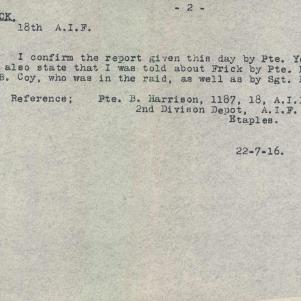 - 2 -
CK.
18th A.I.F.
I confirm the report given this day by Pte. Ye
also state that I was told about Frick by Pte.
B. Coy, who was in the raid, as well as by Sgt.
Reference; Pte. B. Harrison, 1187, 18, A.I.
2nd Divison Depot, A.I.F.
Etaples.
22-7-16.